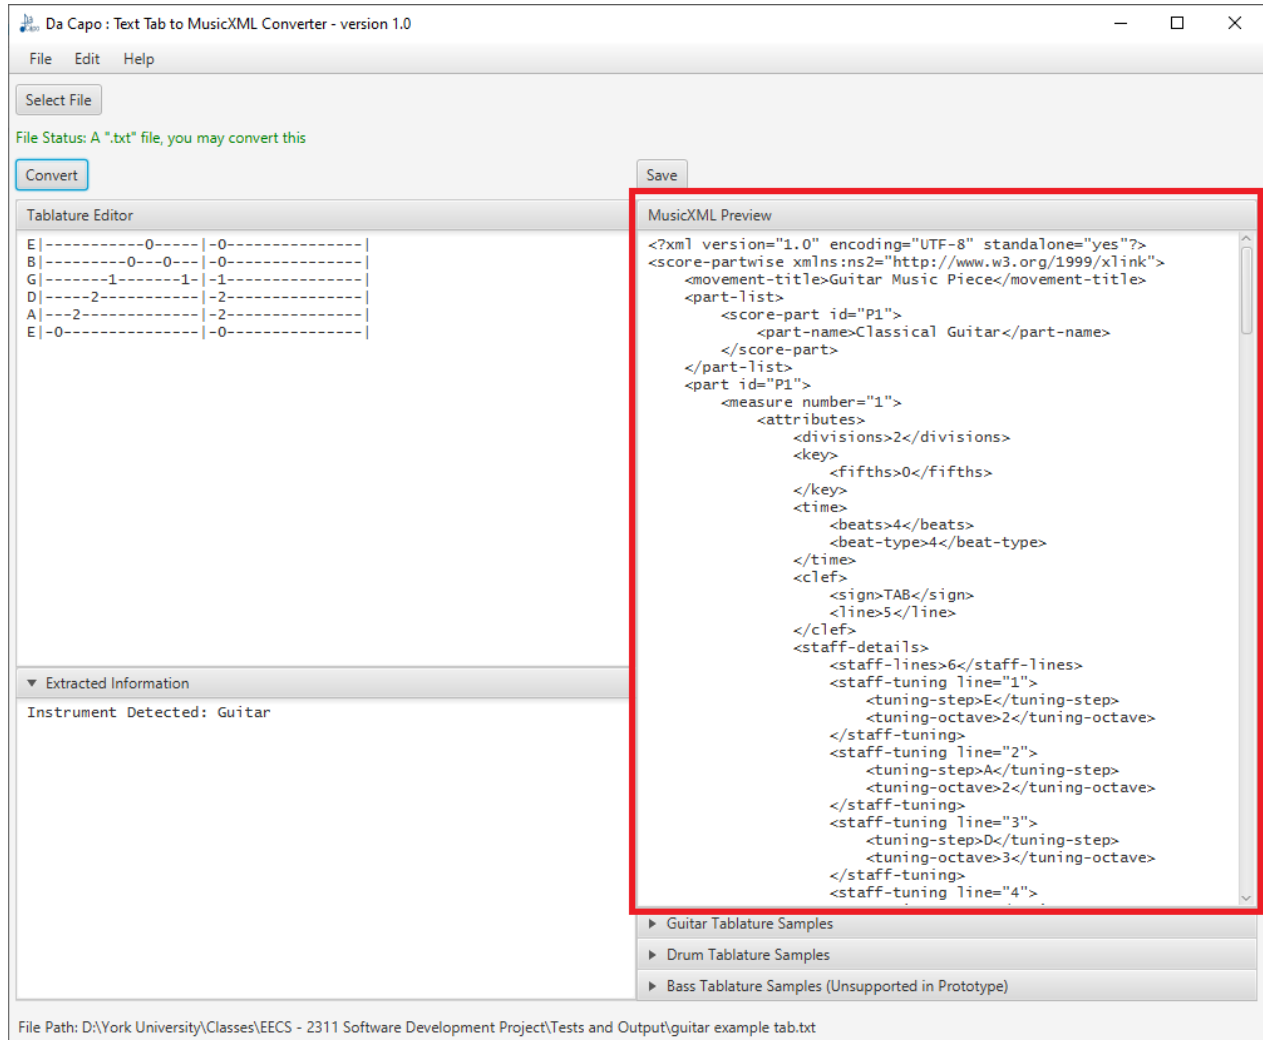 Da Capo : Text Tab to MusicXML Converter - version 1.0
File Edit Help
Select File
File Status: A ".txt" file, you may convert this
Convert
Save
Tablature Editor
E|-----------0-----|-0---------------|
B|---------0---0---|-0---------------|
G|-------1-------1-|-1---------------|
D|-----2-----------|-2---------------|
A|---2-------------|-2---------------|
E|-0---------------|-0---------------|
Extracted Information
Instrument Detected: Guitar
MusicXML Preview
<?xml version="1.0" encoding="UTF-8" standalone="yes"?>
<score-partwise xmlns:ns2="http://www.w3.org/1999/xlink">
    <movement-title>Guitar Music Piece</movement-title>
    <part-list>
        <score-part id="P1">
            <part-name>Classical Guitar</part-name>
        </score-part>
    </part-list>
    <part id="P1">
        <measure number="1">
            <attributes>
                <divisions>2</divisions>
                <key>
                    <fifths>0</fifths>
                </key>
                <time>
                    <beats>4</beats>
                    <beat-type>4</beat-type>
                </time>
                <clef>
                    <sign>TAB</sign>
                    <line>5</line>
                </clef>
                <staff-details>
                    <staff-lines>6</staff-lines>
                    <staff-tuning line="1">
                        <tuning-step>E</tuning-step>
                        <tuning-octave>2</tuning-octave>
                    </staff-tuning>
                    <staff-tuning line="2">
                        <tuning-step>A</tuning-step>
                        <tuning-octave>2</tuning-octave>
                    </staff-tuning>
                    <staff-tuning line="3">
                        <tuning-step>D</tuning-step>
                        <tuning-octave>3</tuning-octave>
                    </staff-tuning>
                    <staff-tuning line="4">
Guitar Tablature Samples
Drum Tablature Samples
Bass Tablature Samples (Unsupported in Prototype)
File Path: D:\York University\Classes\EECS - 2311 Software Development Project\Tests and Output\guitar example tab.txt